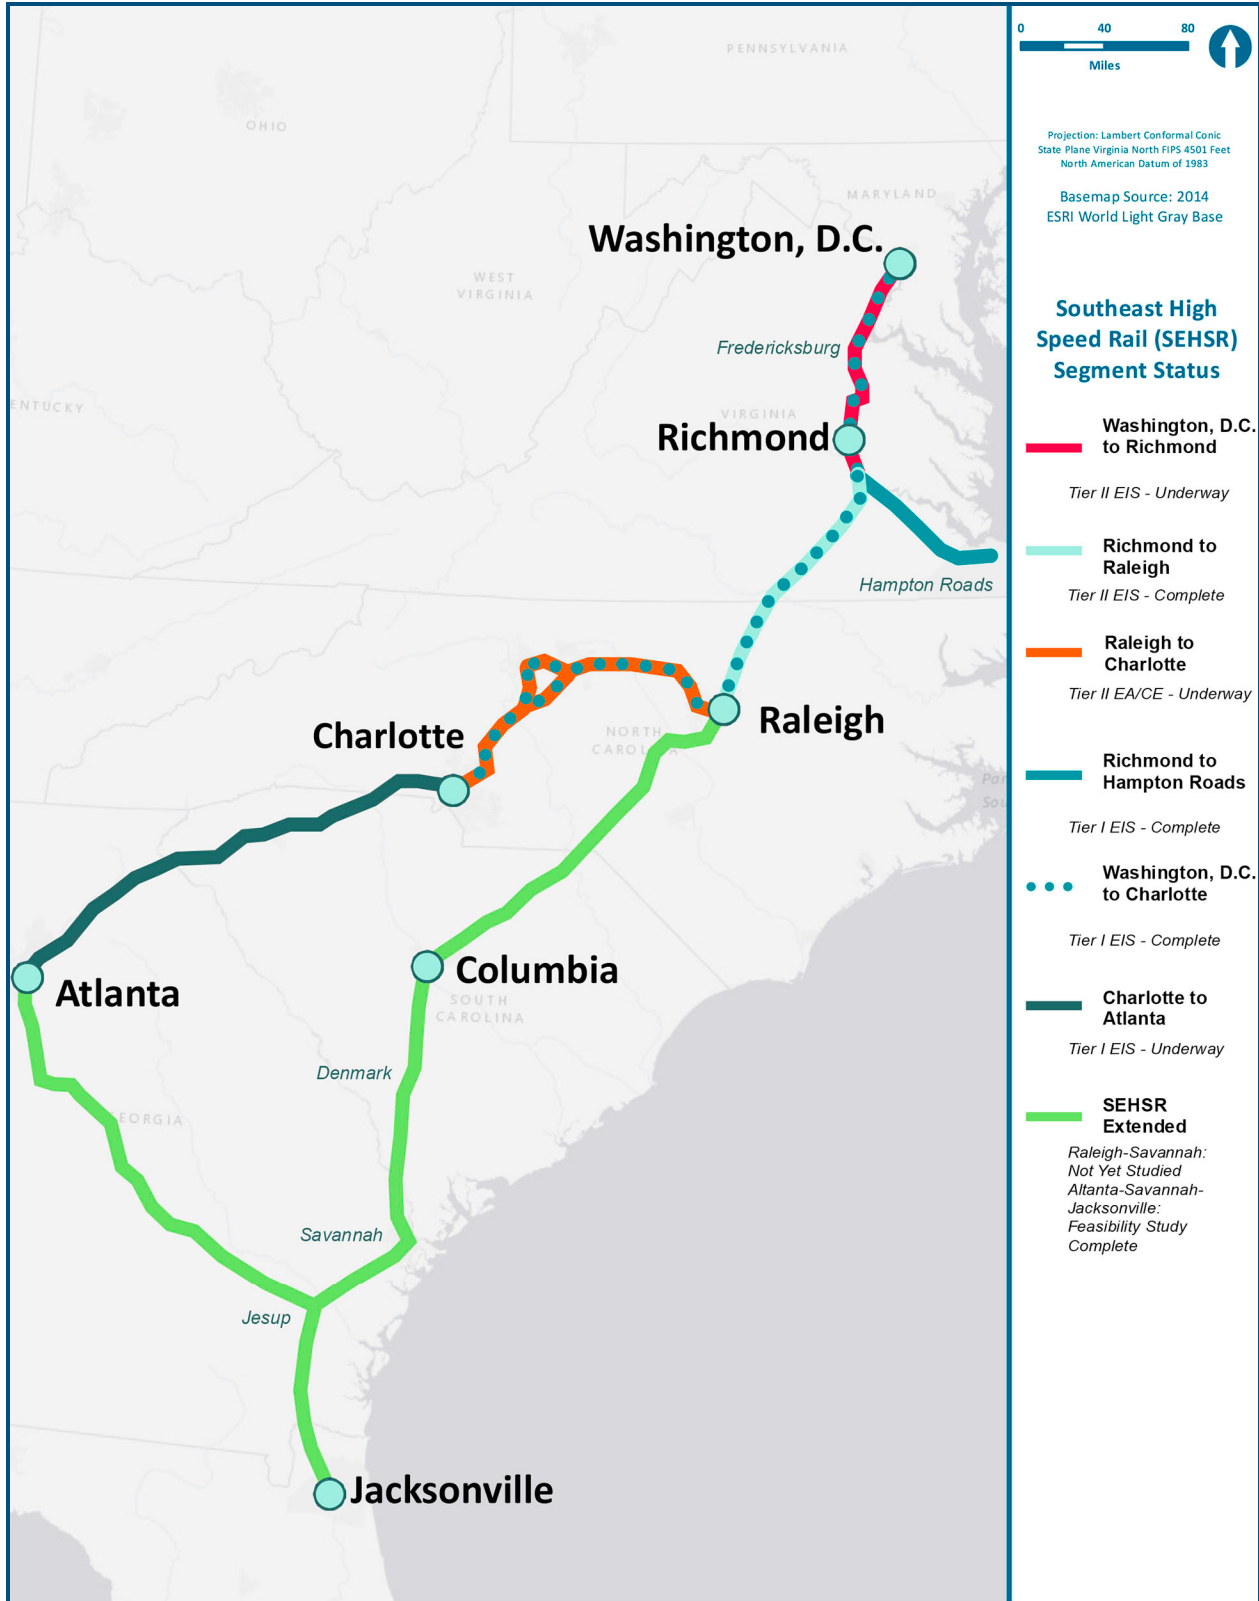 PENNSYLVANIA
OHIO
MARYLAND
Washington, D.C.
WEST
VIRGINIA
Fredericksburg
ENTUCKY
VIRGINIA
Richmond
Hampton Roads
Raleigh
NORTH
CAROLINA
Charlotte
Atlanta
Columbia
SOUTH
CAROLINA
Denmark
EORGIA
Savannah
Jesup
Jacksonville
0 40 80
Miles
Projection: Lambert Conformal Conic
State Plane Virginia North FIPS 4501 Feet
North American Datum of 1983
Basemap Source: 2014
ESRI World Light Gray Base
Southeast High
Speed Rail (SEHSR)
Segment Status
Washington, D.C.
to Richmond
Tier II EIS - Underway
Richmond to
Raleigh
Tier II EIS - Complete
Raleigh to
Charlotte
Tier II EA/CE - Underway
Richmond to
Hampton Roads
Tier I EIS - Complete
Washington, D.C.
to Charlotte
Tier I EIS - Complete
Charlotte to
Atlanta
Tier I EIS - Underway
SEHSR
Extended
Raleigh-Savannah:
Not Yet Studied
Altanta-Savannah-
Jacksonville:
Feasibility Study
Complete